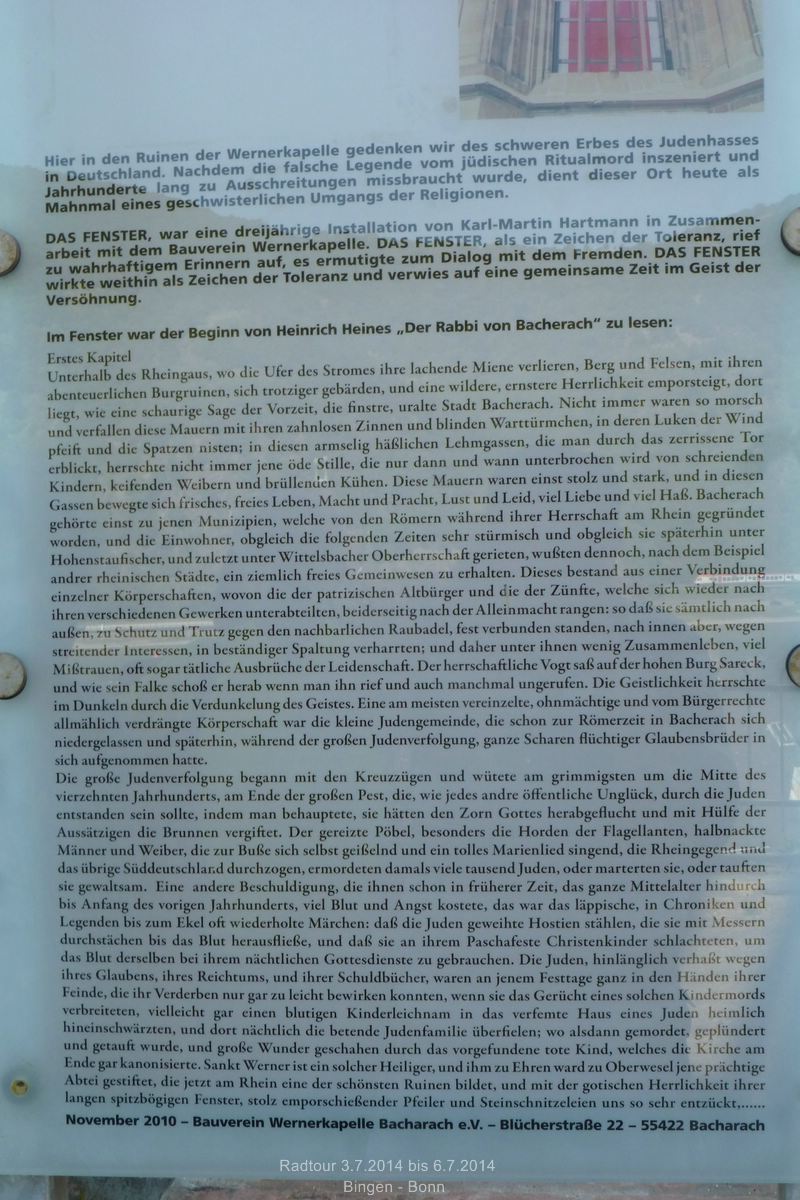 Hier in den Ruinen der Wernerkapelle gedenken wir des schweren Erbes des Judenhasses
in Deutschland. Nachdem die falsche Legende vom jüdischen Ritualmord inszeniert und
Jahrhunderte lang zu Ausschreitungen missbraucht wurde, dient dieser Ort heute als
Mahnmal eines geschwisterlichen Umgangs der Religionen.
DAS FENSTER, war eine dreijährige Installation von Karl-Martin Hartmann in Zusammen-
arbeit mit dem Bauverein Wernerkapelle. DAS FENSTER, als ein Zeichen der Toleranz, rief
zu wahrhaftigem Erinnern auf, es ermutigte zum Dialog mit dem Fremden. DAS FENSTER
wirkte weithin als Zeichen der Toleranz und verwies auf eine gemeinsame Zeit im Geist der
Versöhnung.
Im Fenster war der Beginn von Heinrich Heines „Der Rabbi von Bacherach“ zu lesen:
Erstes Kapitel
Unterhalb des Rheingaus, wo die Ufer des Stromes ihre lachende Miene verlieren, Berg und Felsen, mit ihren
abenteuerlichen Burgruinen, sich trotziger gebärden, und eine wildere, ernstere Herrlichkeit emporsteigt, dort
liegt, wie eine schaurige Sage der Vorzeit, die finstre, uralte Stadt Bacherach. Nicht immer waren so morsch
und verfallen diese Mauern mit ihren zahnlosen Zinnen und blinden Warttürmchen, in deren Luken der Wind
pfeift und die Spatzen nisten; in diesen armselig häßlichen Lehmgassen, die man durch das zerrissene Tor
erblickt, herrschte nicht immer jene öde Stille, die nur dann und wann unterbrochen wird von schreienden
Kindern, keifenden Weibern und brüllenden Kühen. Diese Mauern waren einst stolz und stark, und in diesen
Gassen bewegte sich frisches, freies Leben, Macht und Pracht, Lust und Leid, viel Liebe und viel Haß. Bacherach
gehörte einst zu jenen Munizipien, welche von den Römern während ihrer Herrschaft am Rhein gegründet
worden, und die Einwohner, obgleich die folgenden Zeiten sehr stürmisch und obgleich sie späterhin unter
Hohenstaufischer, und zuletzt unter Wittelsbacher Oberherrschaft gerieten, wußten dennoch, nach dem Beispiel
andrer rheinischen Städte, ein ziemlich freies Gemeinwesen zu erhalten. Dieses bestand aus einer Verbindung
einzelner Körperschaften, wovon die der patrizischen Altbürger und die der Zünfte, welche sich wieder nach
ihren verschiedenen Gewerken unterabteilten, beiderseitig nach der Alleinmacht rangen: so daß sie sämtlich nach
außen, zu Schutz und Trutz gegen den nachbarlichen Raubadel, fest verbunden standen, nach innen aber, wegen
streitender Interessen, in beständiger Spaltung verharrten; und daher unter ihnen wenig Zusammenleben, viel
Mißtrauen, oft sogar tätliche Ausbrüche der Leidenschaft. Der herrschaftliche Vogt saß auf der hohen Burg Sareck,
und wie sein Falke schoß er herab wenn man ihn rief und auch manchmal ungerufen. Die Geistlichkeit herrschte
im Dunkeln durch die Verdunkelung des Geistes. Eine am meisten vereinzelte, ohnmächtige und vom Bürgerrechte
allmählich verdrängte Körperschaft war die kleine Judengemeinde, die schon zur Römerzeit in Bacherach sich
niedergelassen und späterhin, während der großen Judenverfolgung, ganze Scharen flüchtiger Glaubensbrüder in
sich aufgenommen hatte.
Die große Judenverfolgung begann mit den Kreuzzügen und wütete am grimmigsten um die Mitte des
vierzehnten Jahrhunderts, am Ende der großen Pest, die, wie jedes andre öffentliche Unglück, durch die Juden
entstanden sein sollte, indem man behauptete, sie hätten den Zorn Gottes herabgeflucht und mit Hülfe der
Aussätzigen die Brunnen vergiftet. Der gereizte Pöbel, besonders die Horden der Flagellanten, halbnackte
Männer und Weiber, die zur Buße sich selbst geißelnd und ein tolles Marienlied singend, die Rheingegend und
das übrige Süddeutschland durchzogen, ermordeten damals viele tausend Juden, oder marterten sie, oder tauften
sie gewaltsam. Eine andere Beschuldigung, die ihnen schon in früherer Zeit, das ganze Mittelalter hindurch
bis Anfang des vorigen Jahrhunderts, viel Blut und Angst kostete, das war das läppische, in Chroniken und
Legenden bis zum Ekel oft wiederholte Märchen: daß die Juden geweihte Hostien stählen, die sie mit Messern
durchstächen bis das Blut herausfließe, und daß sie an ihrem Paschafeste Christenkinder schlachteten, um
das Blut derselben bei ihrem nächtlichen Gottesdienste zu gebrauchen. Die Juden, hinlänglich verhaßt wegen
ihres Glaubens, ihres Reichtums, und ihrer Schuldbücher, waren an jenem Festtage ganz in den Händen ihrer
Feinde, die ihr Verderben nur gar zu leicht bewirken konnten, wenn sie das Gerücht eines solchen Kindermords
verbreiteten, vielleicht gar einen blutigen Kinderleichnam in das verfemte Haus eines Juden heimlich
hineinschwärzten, und dort nächtlich die betende Judenfamilie überfielen; wo alsdann gemordet, geplündert
und getauft wurde, und große Wunder geschahen durch das vorgefundene tote Kind, welches die Kirche am
Ende gar kanonisierte. Sankt Werner ist ein solcher Heiliger, und ihm zu Ehren ward zu Oberwesel jene prächtige
Abtei gestiftet, die jetzt am Rhein eine der schönsten Ruinen bildet, und mit der gotischen Herrlichkeit ihrer
langen spitzbögigen Fenster, stolz emporschießender Pfeiler und Steinschnitzeleien uns so sehr entzückt,......
November 2010 – Bauverein Wernerkapelle Bacharach e.V. – Blücherstraße 22 – 55422 Bacharach
Radtour 3.7.2014 bis 6.7.2014
Bingen - Bonn